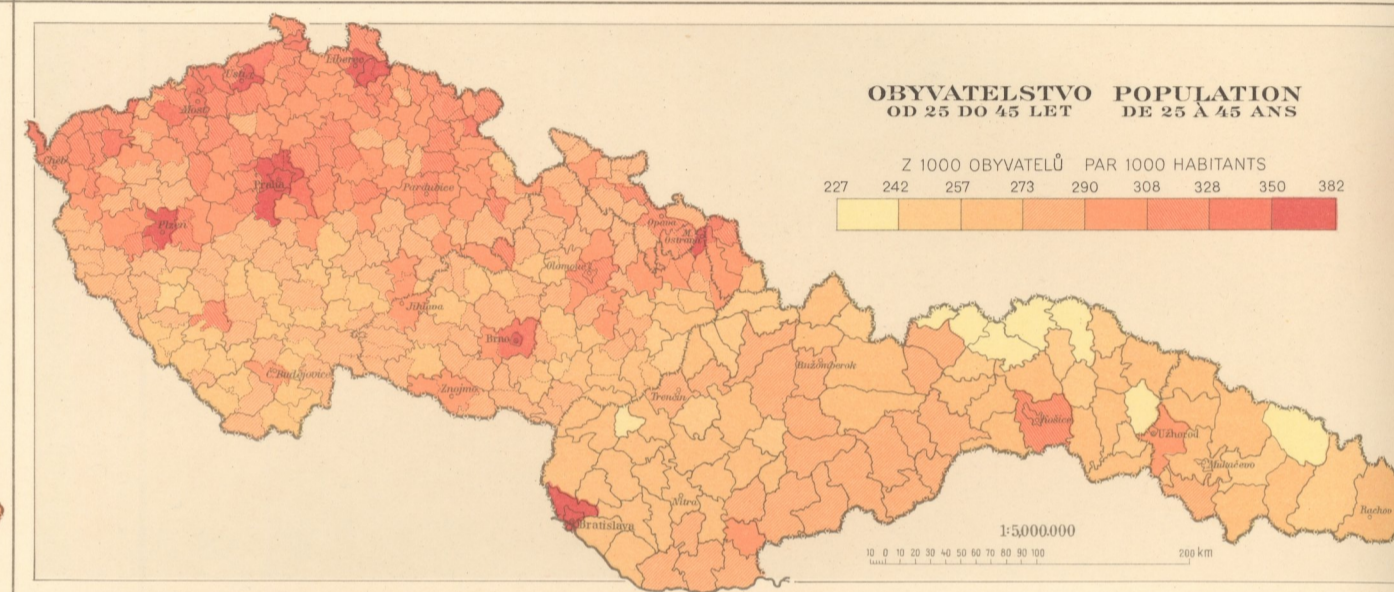 OBYVATELSTVO POPULATION
OD 25 DO 45 LET DE 25 À 45 ANS
Z 1000 OBYVATELŮ PAR 1000 HABITANTS
227 242 257 273 290 308 328 350 382
Liberec
Ústí
Most
Cheb
Praha
Pardubice
Plzeň
Opava
M. Ostrava
Olomouc
Jihlava
Brno
Č. Budějovice
Znojmo
Ružomberok
Trenčín
Košice
Užhorod
Mukačevo
Nitra
Rachov
Bratislava
1:5,000.000
10 0 10 20 30 40 50 60 70 80 90 100 200 km